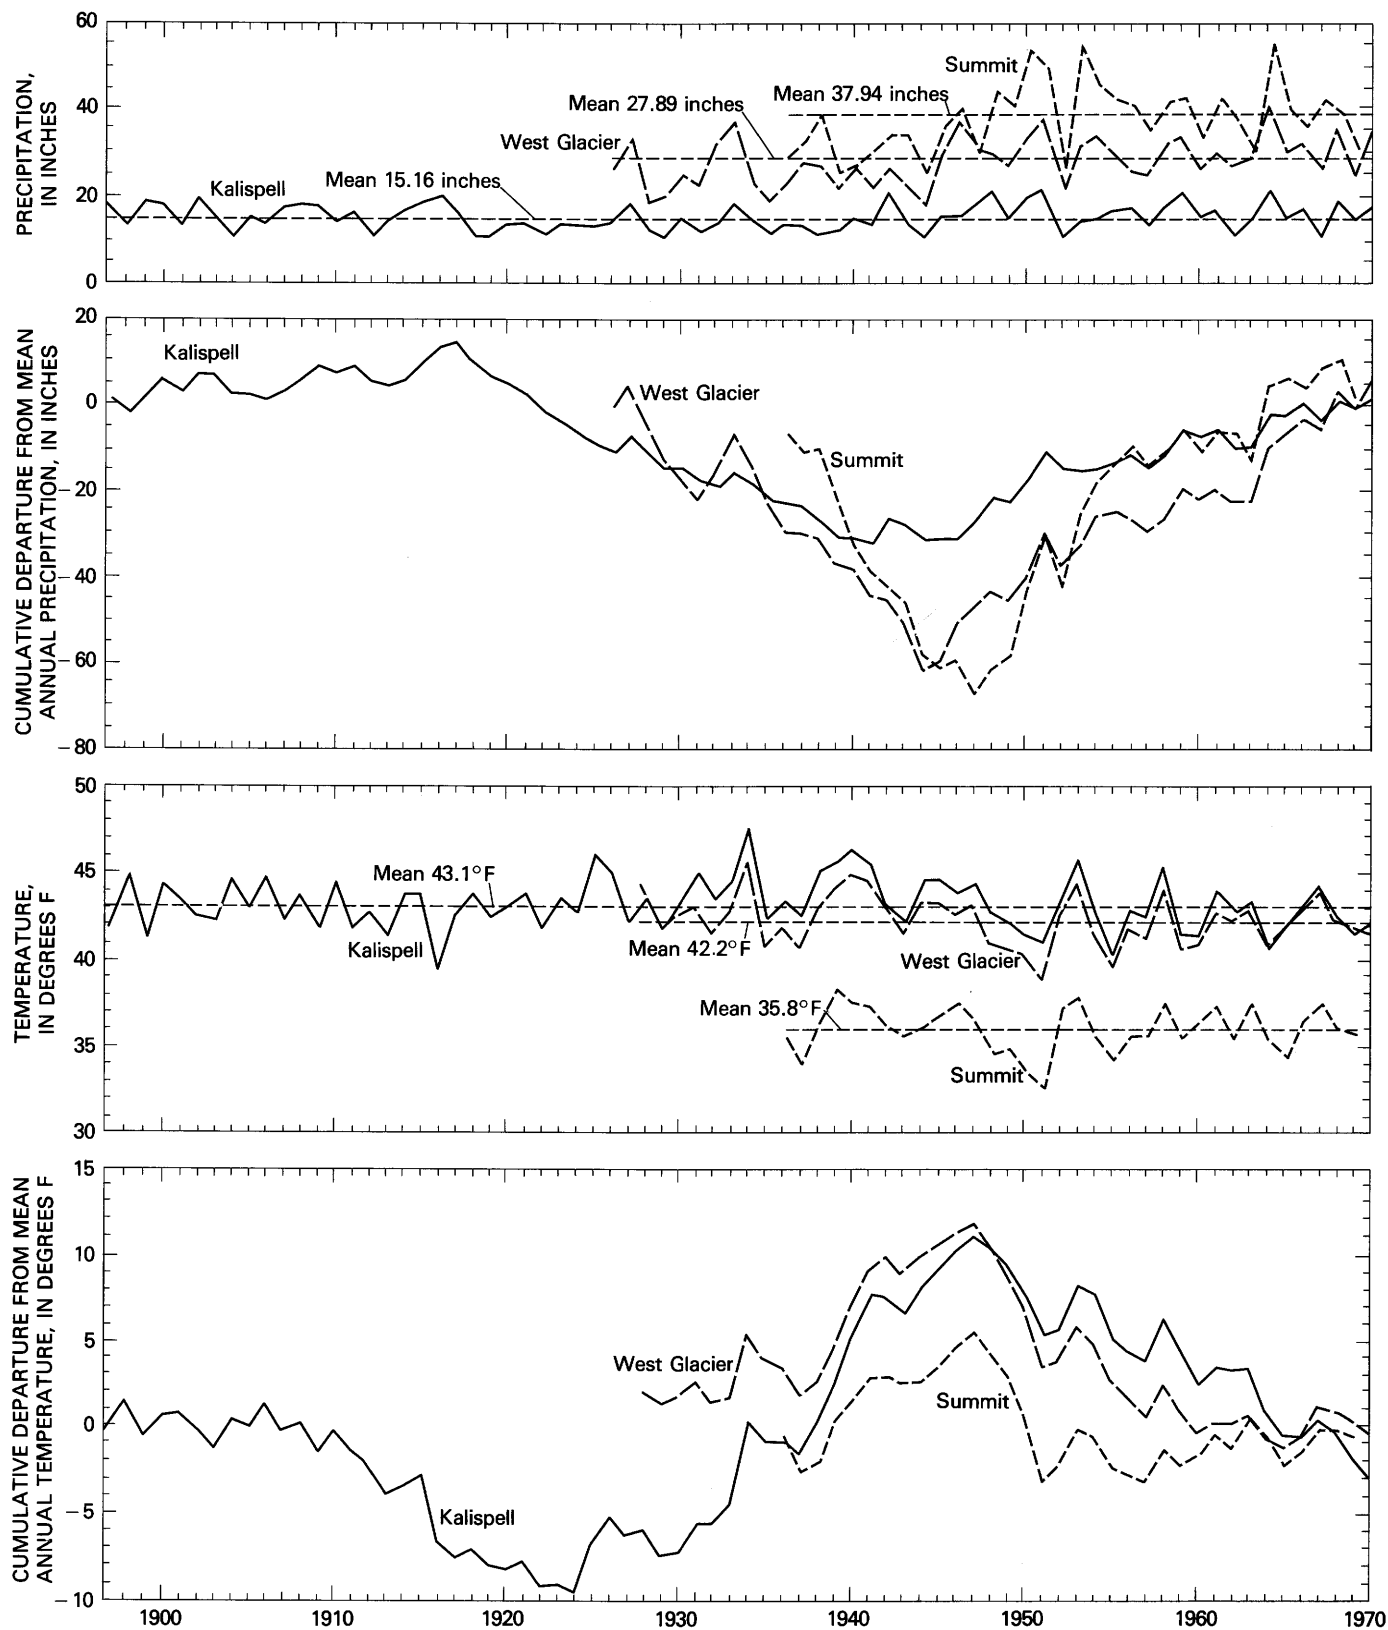 PRECIPITATION,
IN INCHES
60
40
20
0
Summit
Mean 27.89 inches
Mean 37.94 inches
West Glacier
Kalispell
Mean 15.16 inches
CUMULATIVE DEPARTURE FROM MEAN
ANNUAL PRECIPITATION, IN INCHES
20
0
−20
−40
−60
−80
Kalispell
West Glacier
Summit
TEMPERATURE,
IN DEGREES F
50
45
40
35
30
Mean 43.1°F
Kalispell
Mean 42.2°F
West Glacier
Mean 35.8°F
Summit
CUMULATIVE DEPARTURE FROM MEAN
ANNUAL TEMPERATURE, IN DEGREES F
15
10
5
0
−5
−10
West Glacier
Summit
Kalispell
1900 1910 1920 1930 1940 1950 1960 1970